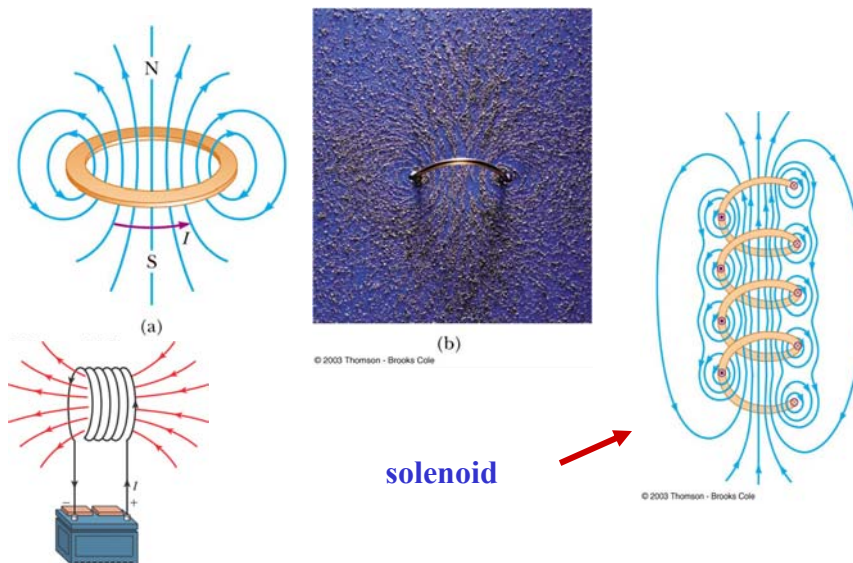 N
I
S
(a)
(b)
© 2003 Thomson - Brooks Cole
I
−
+
solenoid
© 2003 Thomson - Brooks Cole